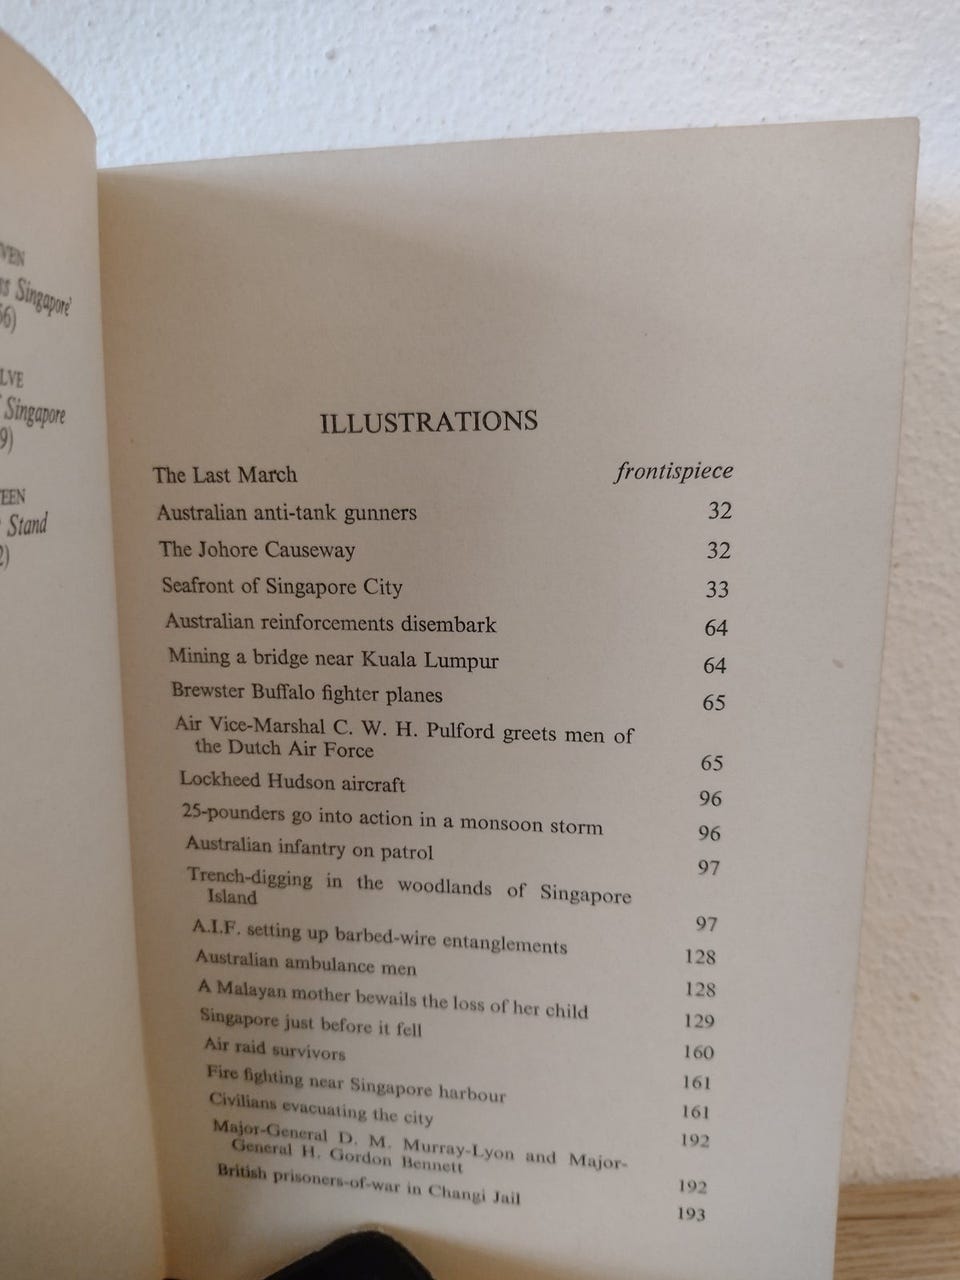 VEN
ss Singapore'
66)
LVE
Singapore
9)
EEN
Stand
2)
ILLUSTRATIONS
The Last March frontispiece
Australian anti-tank gunners 32
The Johore Causeway 32
Seafront of Singapore City 33
Australian reinforcements disembark 64
Mining a bridge near Kuala Lumpur 64
Brewster Buffalo fighter planes 65
Air Vice-Marshal C. W. H. Pulford greets men of
the Dutch Air Force 65
Lockheed Hudson aircraft 96
25-pounders go into action in a monsoon storm 96
Australian infantry on patrol 97
Trench-digging in the woodlands of Singapore
Island 97
A.I.F. setting up barbed-wire entanglements 128
Australian ambulance men 128
A Malayan mother bewails the loss of her child 129
Singapore just before it fell 160
Air raid survivors 161
Fire fighting near Singapore harbour 161
Civilians evacuating the city 192
Major-General D. M. Murray-Lyon and Major-
General H. Gordon Bennett 192
British prisoners-of-war in Changi Jail 193